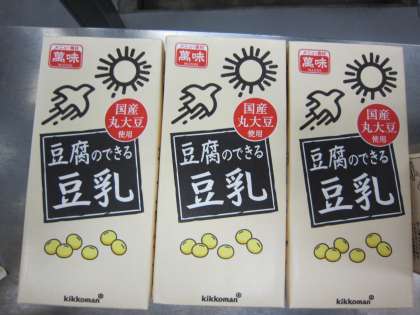 萬味
国産
丸大豆
使用
豆腐のできる
豆乳
kikkoman®
萬味
国産
丸大豆
使用
豆腐のできる
豆乳
kikkoman®
萬味
国産
丸大豆
使用
豆腐のできる
豆乳
kikkoman®